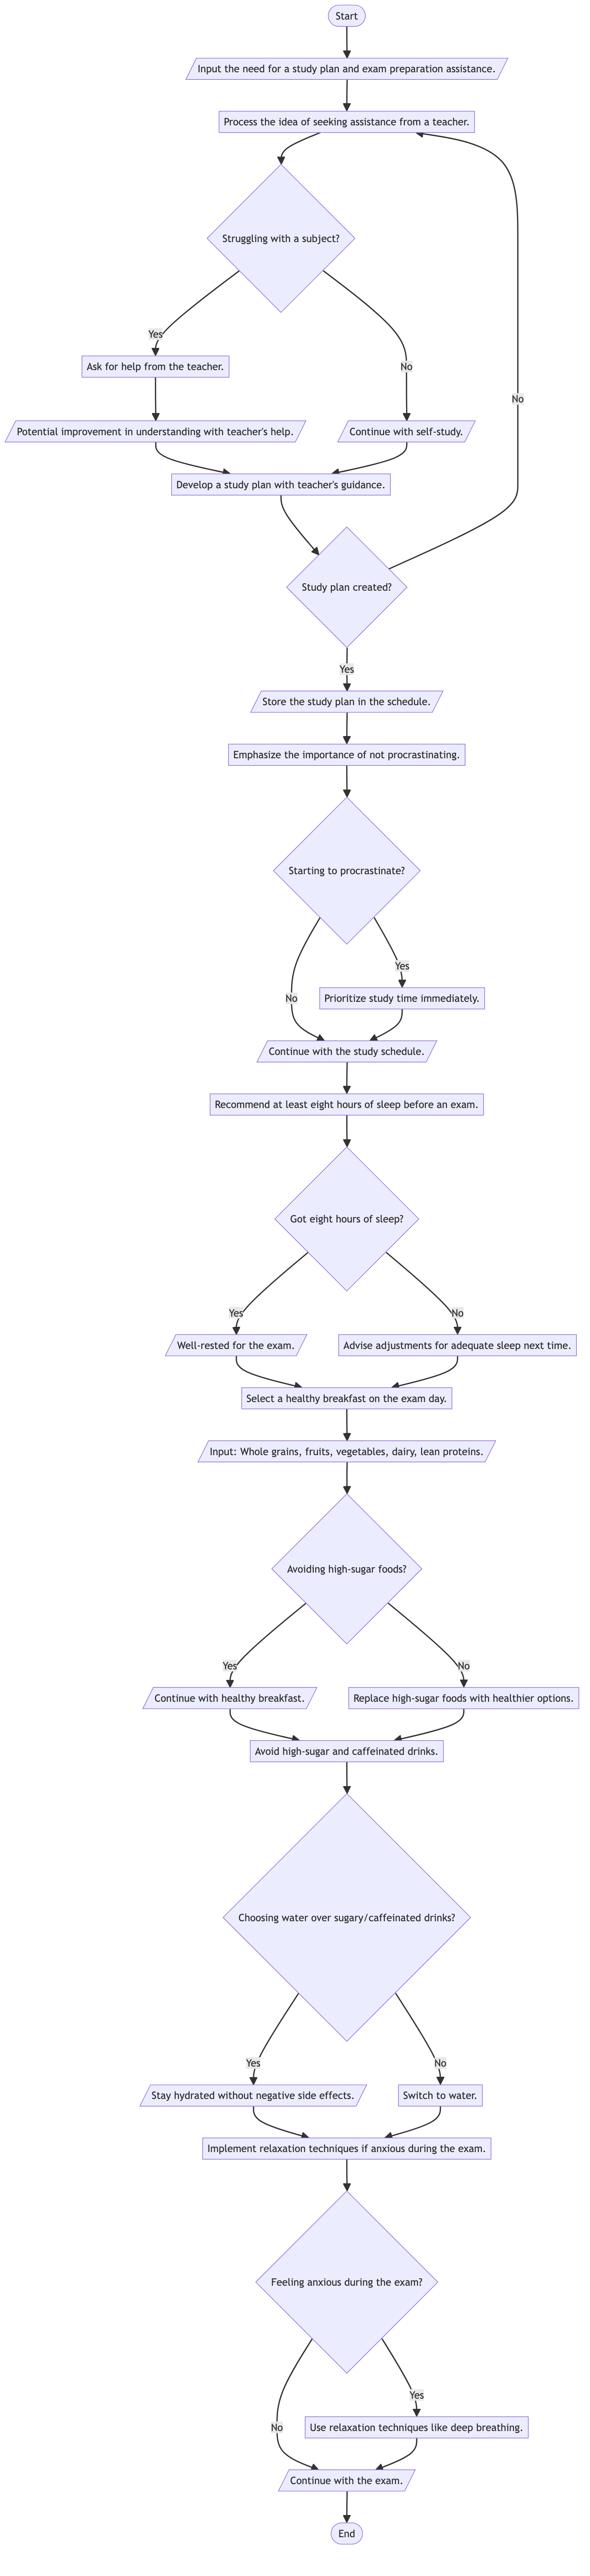 Start
Input the need for a study plan and exam preparation assistance.
Process the idea of seeking assistance from a teacher.
Struggling with a subject?
Yes
Ask for help from the teacher.
No
No
Potential improvement in understanding with teacher's help.
Continue with self-study.
Develop a study plan with teacher's guidance.
Study plan created?
Yes
Store the study plan in the schedule.
Emphasize the importance of not procrastinating.
Starting to procrastinate?
Yes
No
Prioritize study time immediately.
Continue with the study schedule.
Recommend at least eight hours of sleep before an exam.
Got eight hours of sleep?
Yes
No
Well-rested for the exam.
Advise adjustments for adequate sleep next time.
Select a healthy breakfast on the exam day.
Input: Whole grains, fruits, vegetables, dairy, lean proteins.
Avoiding high-sugar foods?
Yes
No
Continue with healthy breakfast.
Replace high-sugar foods with healthier options.
Avoid high-sugar and caffeinated drinks.
Choosing water over sugary/caffeinated drinks?
Yes
No
Stay hydrated without negative side effects.
Switch to water.
Implement relaxation techniques if anxious during the exam.
Feeling anxious during the exam?
Yes
No
Use relaxation techniques like deep breathing.
Continue with the exam.
End